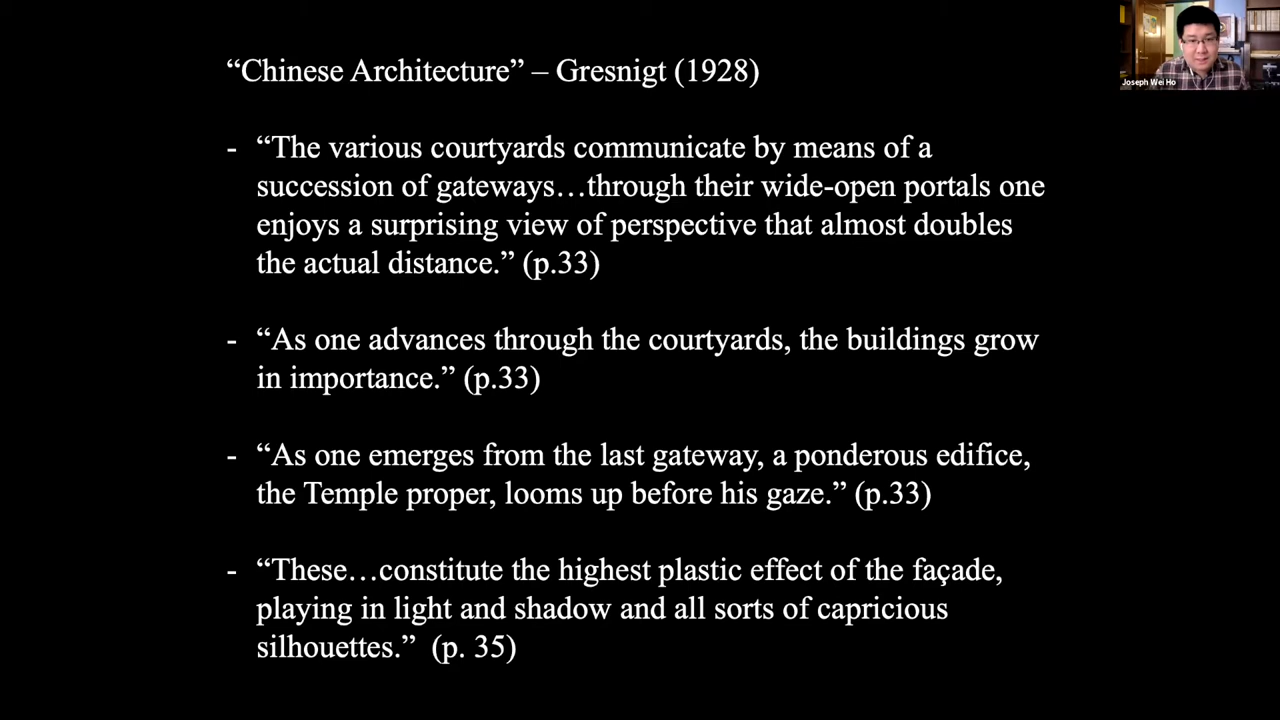 “Chinese Architecture” – Gresnigt (1928)
- “The various courtyards communicate by means of a
succession of gateways…through their wide-open portals one
enjoys a surprising view of perspective that almost doubles
the actual distance.” (p.33)
- “As one advances through the courtyards, the buildings grow
in importance.” (p.33)
- “As one emerges from the last gateway, a ponderous edifice,
the Temple proper, looms up before his gaze.” (p.33)
- “These…constitute the highest plastic effect of the façade,
playing in light and shadow and all sorts of capricious
silhouettes.”  (p. 35)
Joseph Wei Ho